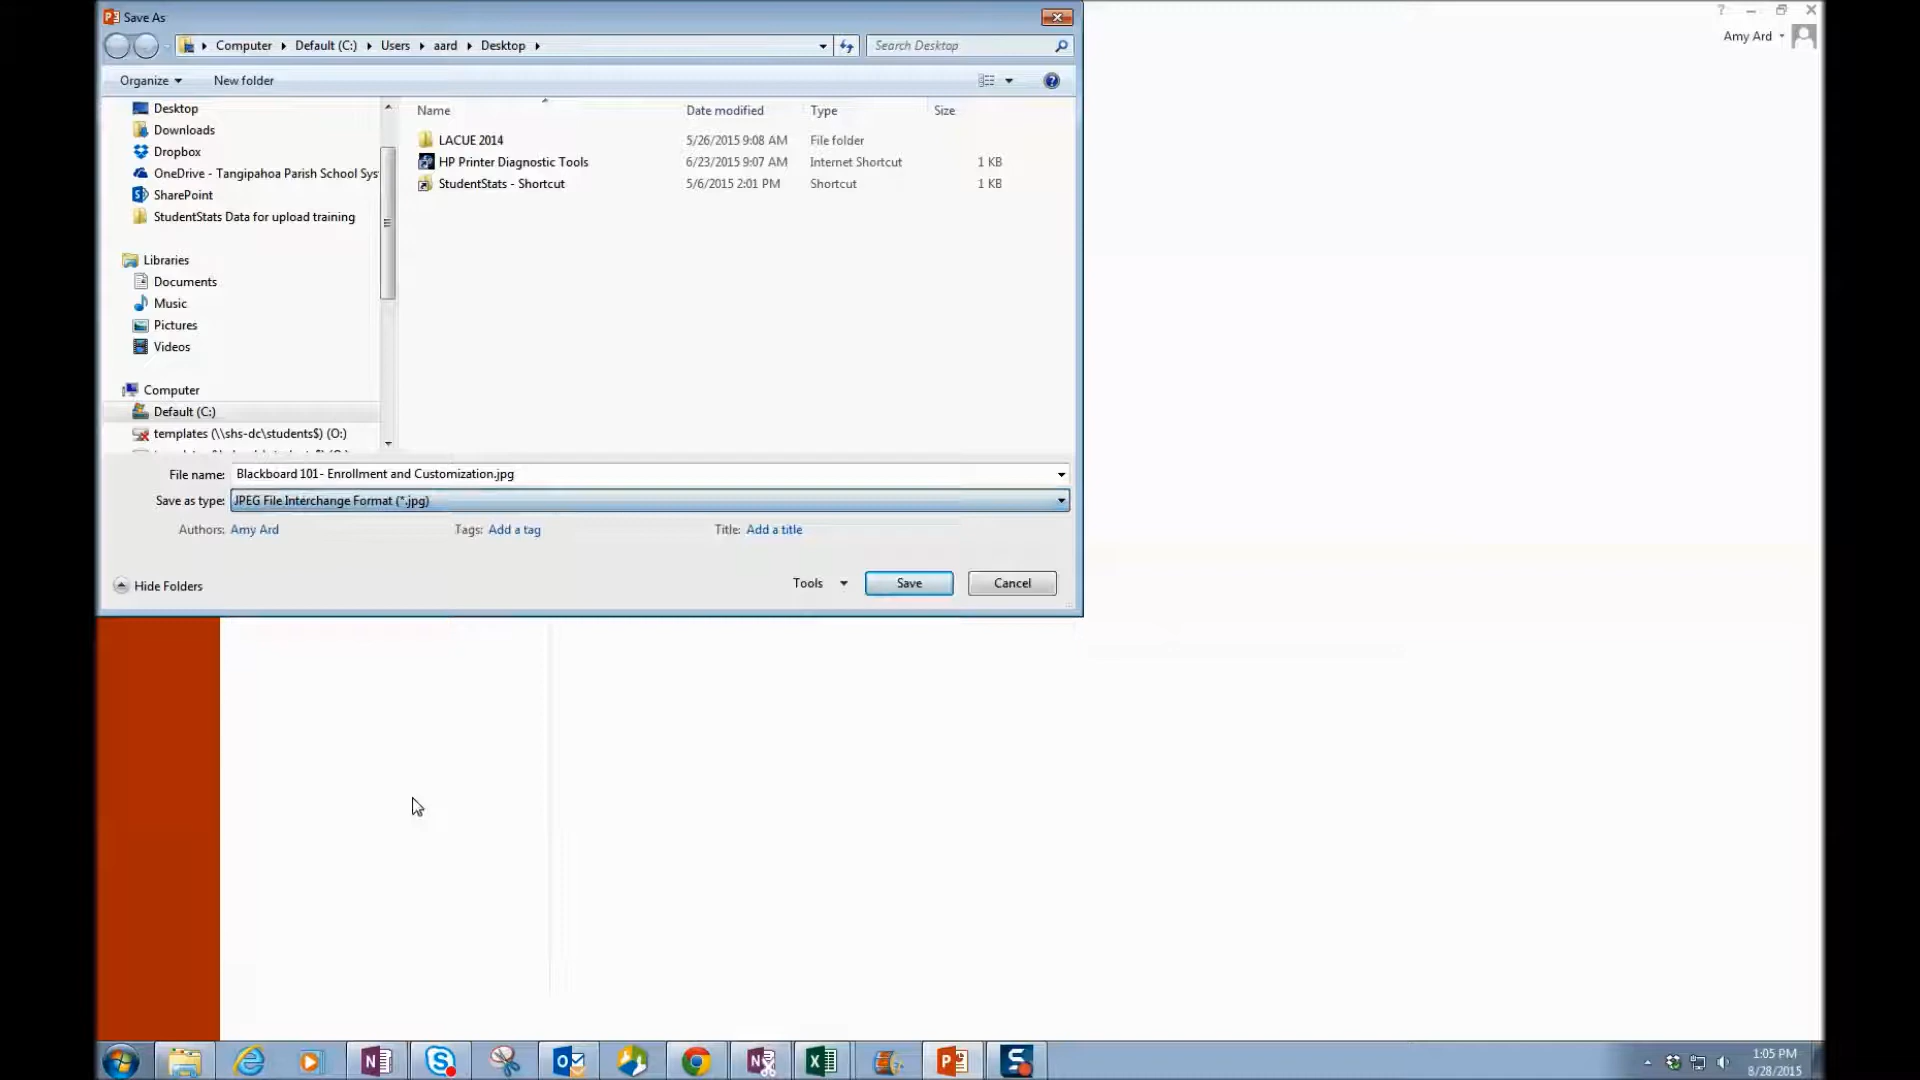 Save As
Computer Default (C:) Users aard Desktop
Search Desktop
? Amy Ard
Organize New folder
Name Date modified Type Size
Desktop
Downloads
Dropbox
OneDrive - Tangipahoa Parish School Sys
SharePoint
StudentStats Data for upload training
Libraries
Documents
Music
Pictures
Videos
Computer
Default (C:)
templates (\\shs-dc\students$) (O:)
LACUE 2014 5/26/2015 9:08 AM File folder
HP Printer Diagnostic Tools 6/23/2015 9:07 AM Internet Shortcut 1 KB
StudentStats - Shortcut 5/6/2015 2:01 PM Shortcut 1 KB
File name: Blackboard 101- Enrollment and Customization.jpg
Save as type: JPEG File Interchange Format (*.jpg)
Authors: Amy Ard Tags: Add a tag Title: Add a title
Hide Folders Tools Save Cancel
1:05 PM
8/28/2015